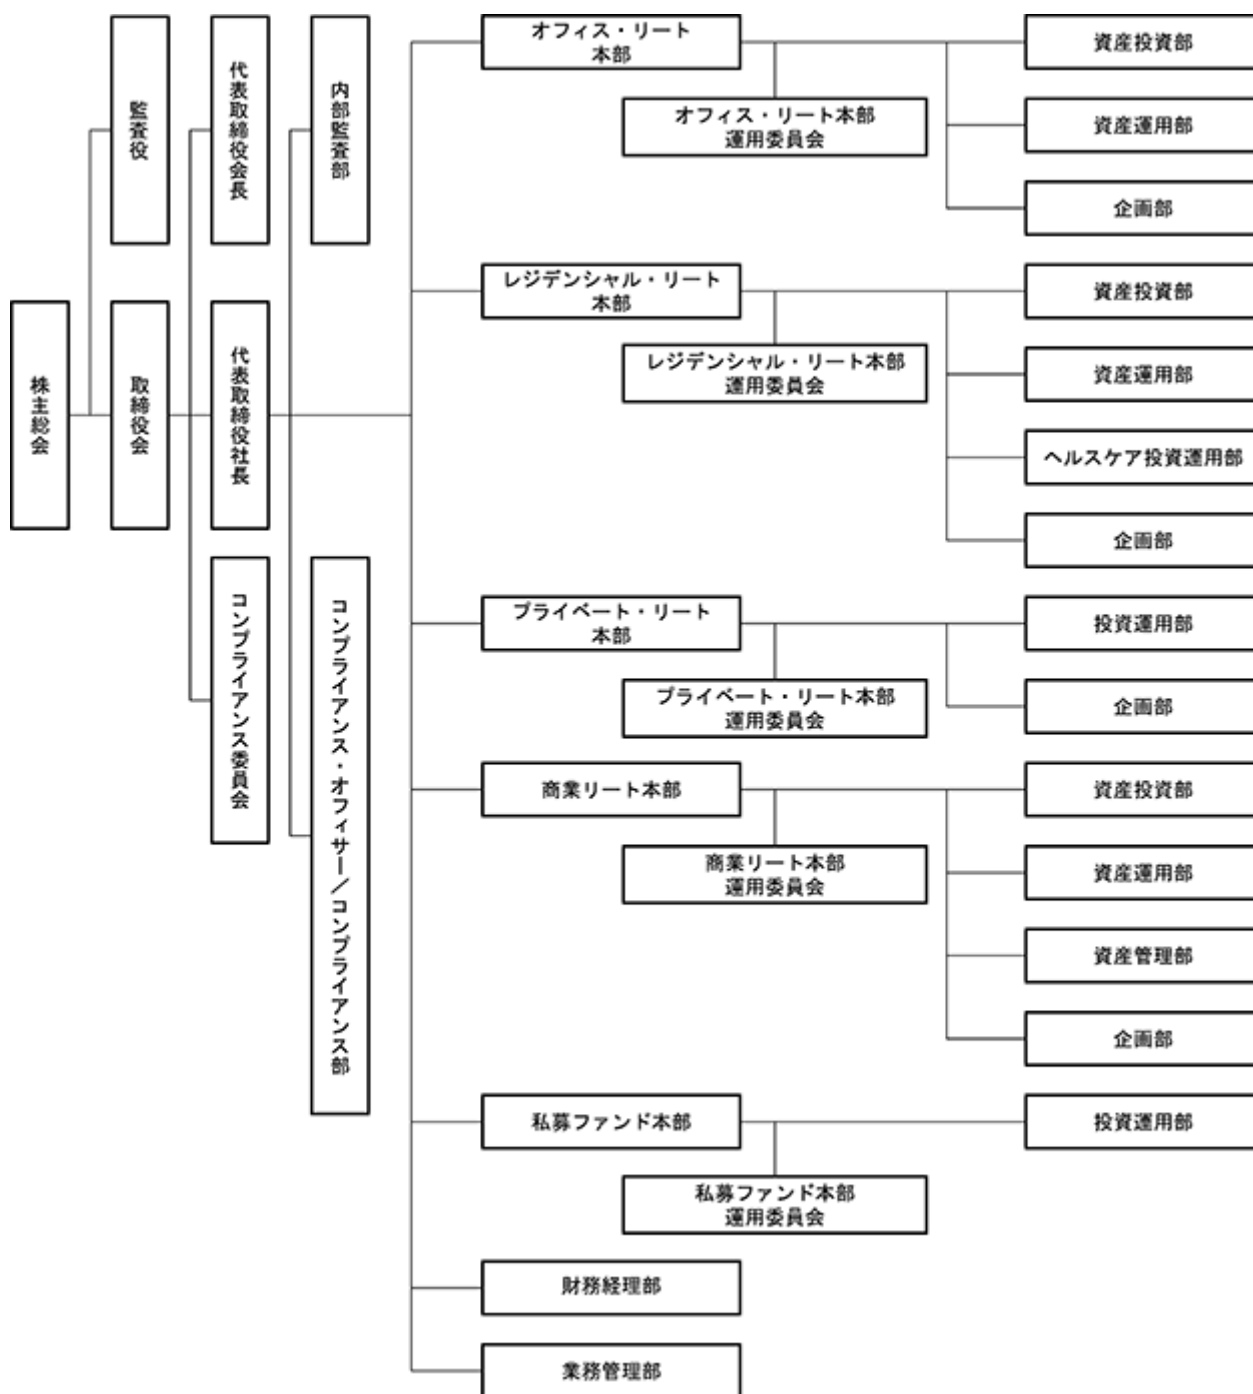 株主総会
監査役
取締役会
代表取締役会長
代表取締役社長
コンプライアンス委員会
内部監査部
コンプライアンス・オフィサー／コンプライアンス部
オフィス・リート
本部
オフィス・リート本部
運用委員会
資産投資部
資産運用部
企画部
レジデンシャル・リート
本部
レジデンシャル・リート本部
運用委員会
資産投資部
資産運用部
ヘルスケア投資運用部
企画部
プライベート・リート
本部
プライベート・リート本部
運用委員会
投資運用部
企画部
商業リート本部
商業リート本部
運用委員会
資産投資部
資産運用部
資産管理部
企画部
私募ファンド本部
私募ファンド本部
運用委員会
投資運用部
財務経理部
業務管理部